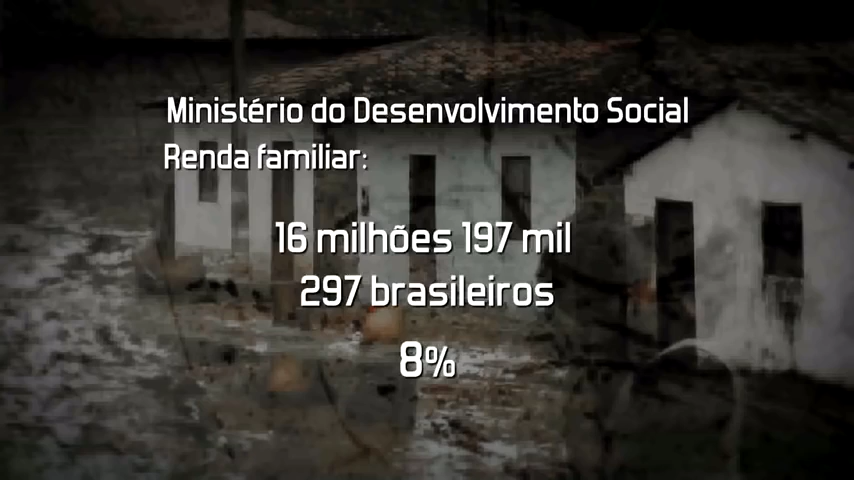 Ministério do Desenvolvimento Social
Renda familiar:
16 milhões 197 mil
297 brasileiros
8%